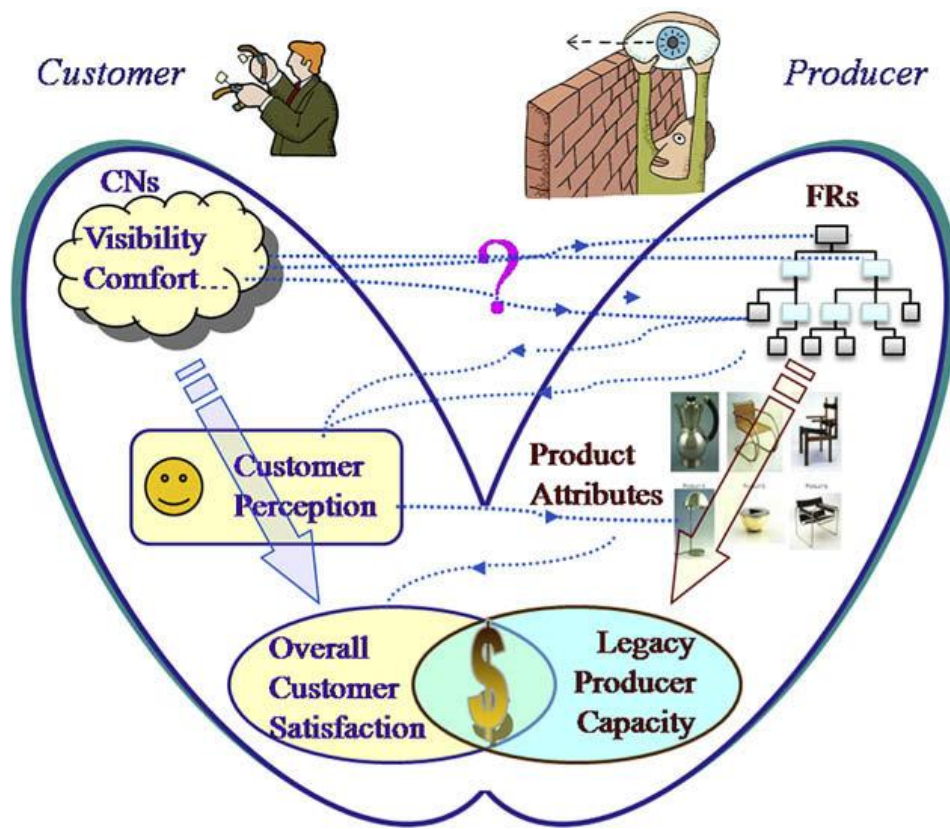 Customer
Producer
CNs
Visibility
Comfort...
?
FRs
Customer
Perception
Product
Attributes
Overall
Customer
Satisfaction
$
Legacy
Producer
Capacity